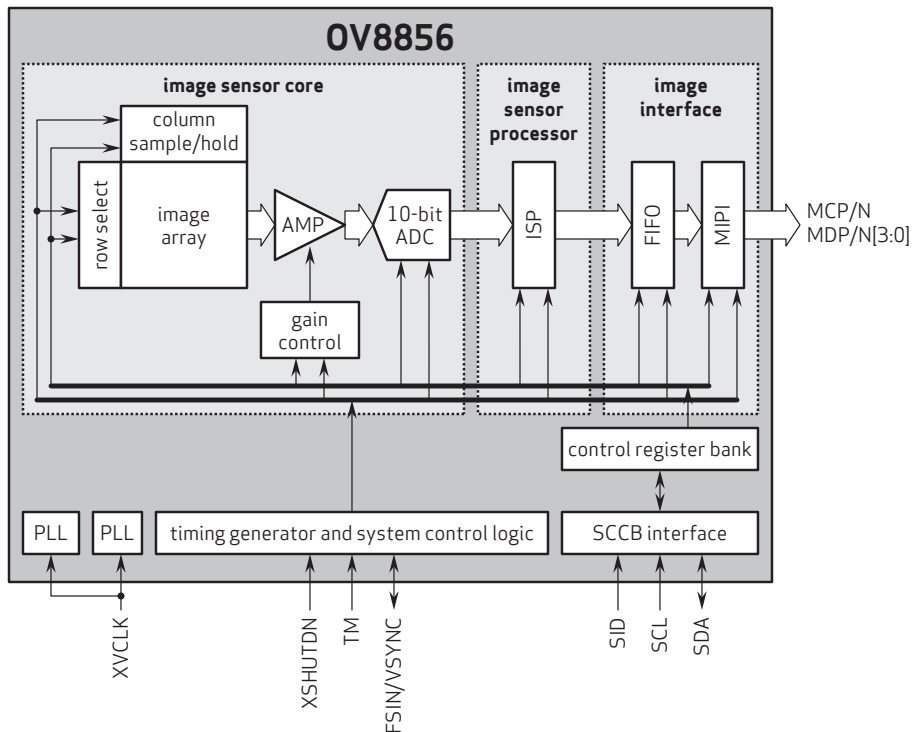 OV8856
image sensor core
image
sensor
processor
image
interface
column
sample/hold
row select
image
array
AMP
10-bit
ADC
ISP
FIFO
MIPI
MCP/N
MDP/N[3:0]
gain
control
control register bank
PLL
PLL
timing generator and system control logic
SCCB interface
XVCLK
XSHUTDN
TM
FSIN/VSYNC
SID
SCL
SDA